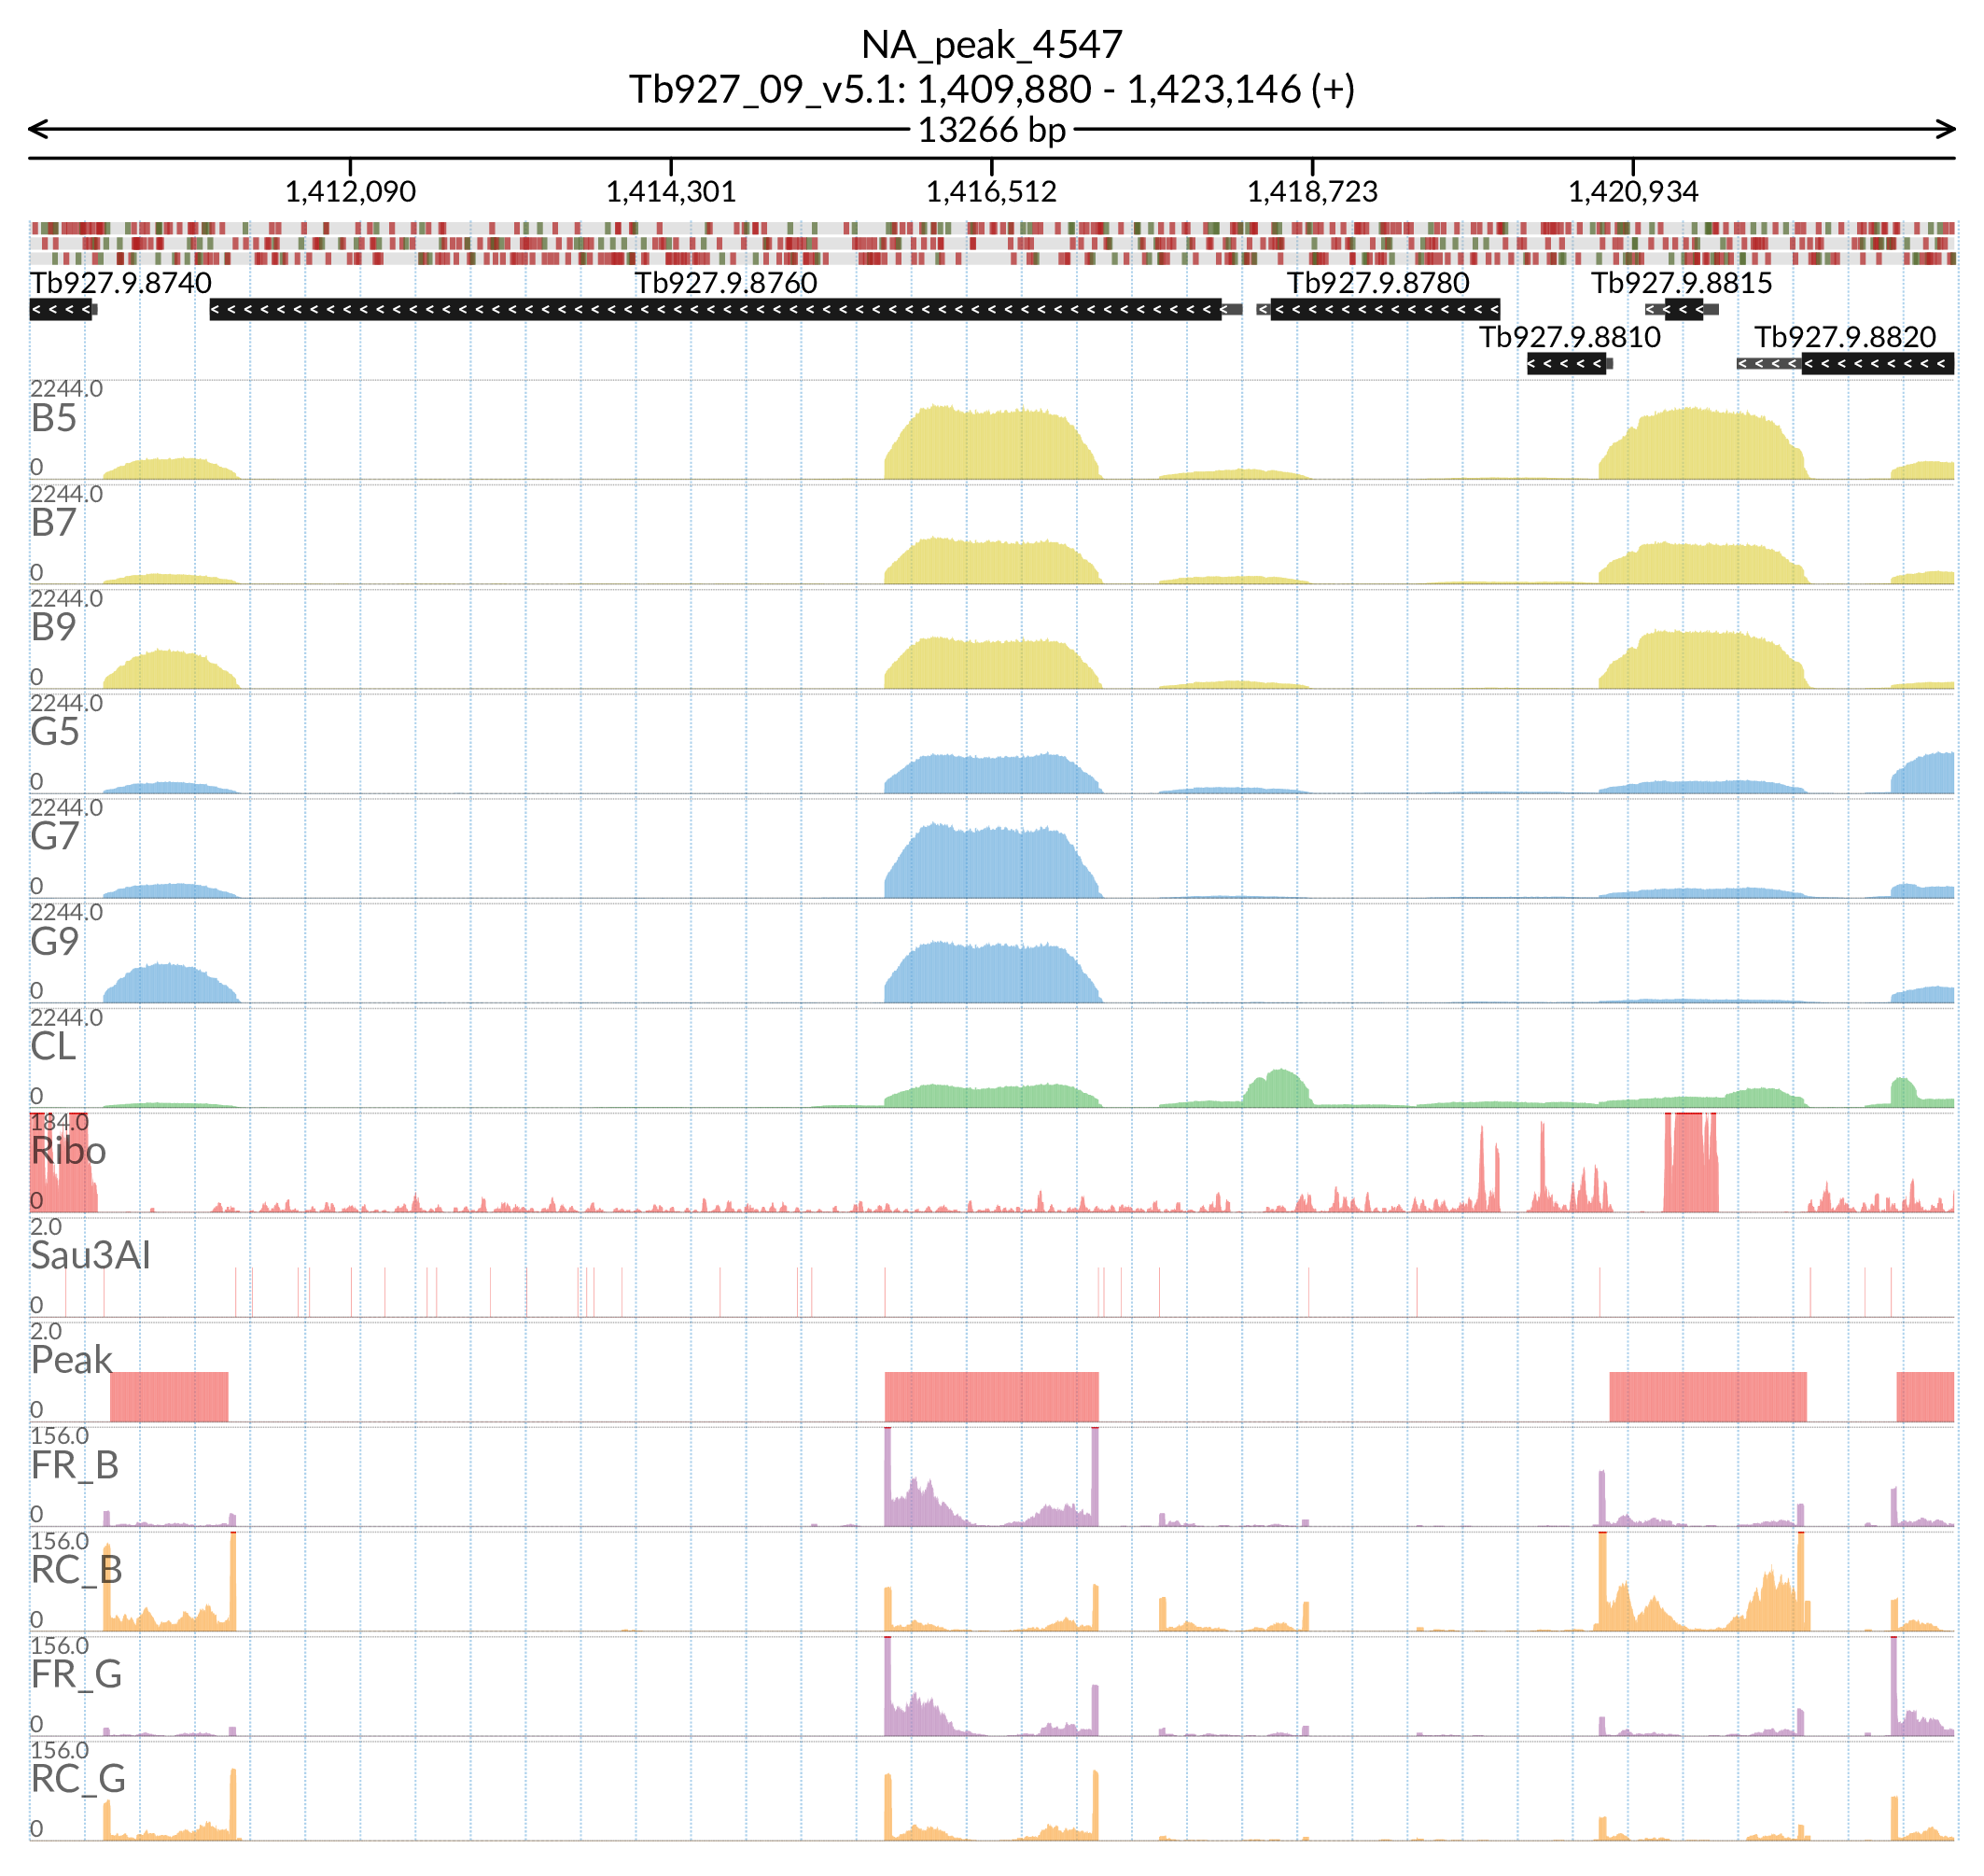 NA_peak_4547
Tb927_09_v5.1: 1,409,880 - 1,423,146 (+)
13266 bp
1,412,090 1,414,301 1,416,512 1,418,723 1,420,934
Tb927.9.8740 Tb927.9.8760 Tb927.9.8780 Tb927.9.8815
Tb927.9.8810 Tb927.9.8820
2244.0
B5
0
2244.0
B7
0
2244.0
B9
0
2244.0
G5
0
2244.0
G7
0
2244.0
G9
0
2244.0
CL
0
184.0
Ribo
0
2.0
Sau3AI
0
2.0
Peak
0
156.0
FR_B
0
156.0
RC_B
0
156.0
FR_G
0
156.0
RC_G
0